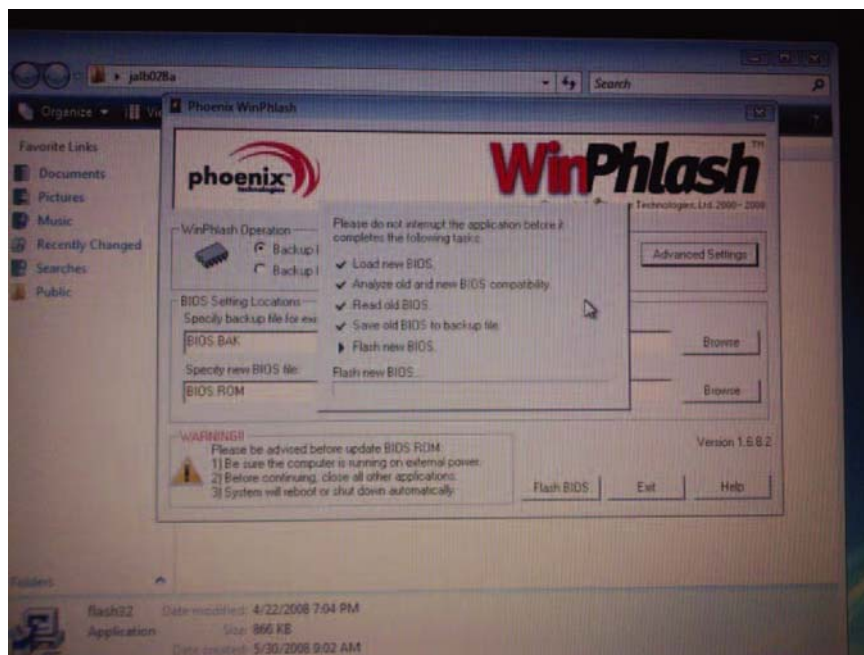 jalb028a
Search
Organize
Phoenix WinPhlash
Favorite Links
Documents
Pictures
Music
Recently Changed
Searches
Public
Folders
phoenix
technologies
WinPhlash™
Technologies, Ltd. 2000-2008
WinPhlash Operation
Backup
Backup
Advanced Settings
Please do not interrupt the application before it
completes the following tasks:
Load new BIOS.
Analyze old and new BIOS compatibility.
Read old BIOS.
Save old BIOS to backup file.
Flash new BIOS.
Flash new BIOS...
BIOS Setting Locations
Specify backup file for
BIOS.BAK
Browse
Specify new BIOS file:
BIOS.ROM
Browse
WARNING!!
Please be advised before update BIOS ROM:
1) Be sure the computer is running on external power.
2) Before continuing, close all other applications.
3) System will reboot or shut down automatically.
Version 1.6.8.2
Flash BIOS
Exit
Help
flash32
Date modified: 4/22/2008 7:04 PM
Application
Size: 866 KB
Date created: 5/30/2008 9:02 AM